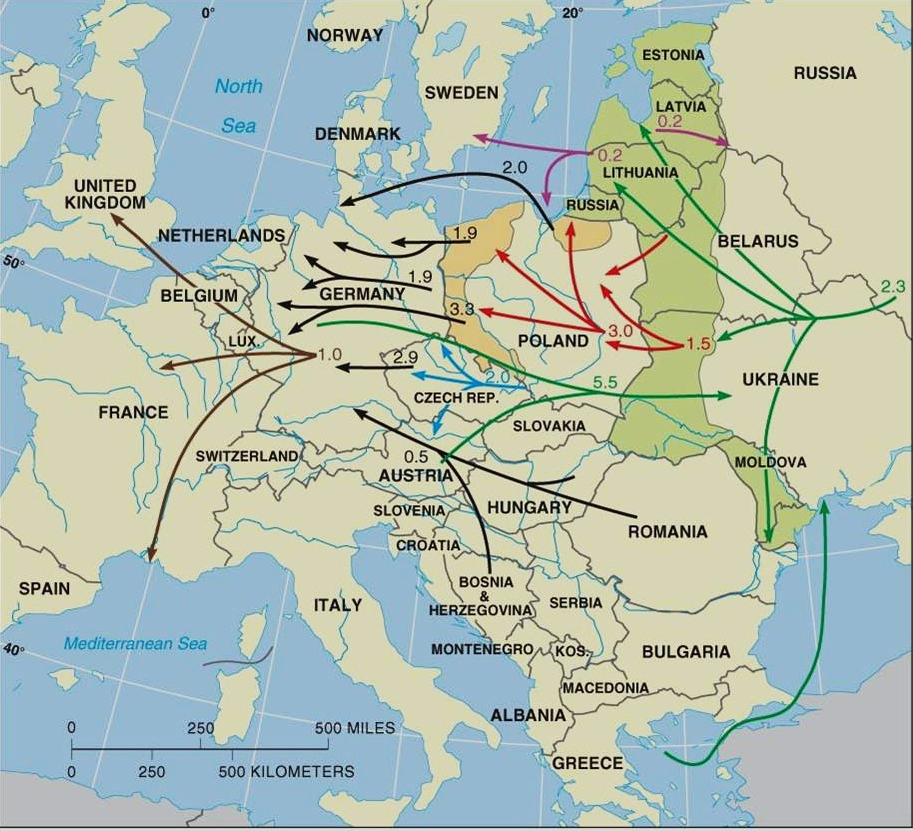 0°
20°
NORWAY
ESTONIA
RUSSIA
North
Sea
SWEDEN
LATVIA
0.2
DENMARK
0.2
2.0
LITHUANIA
UNITED
KINGDOM
RUSSIA
NETHERLANDS
1.9
BELARUS
50°
1.9
2.3
BELGIUM
GERMANY
3.3
LUX.
POLAND
3.0
1.5
1.0
2.9
2.0
5.5
UKRAINE
CZECH REP.
FRANCE
SLOVAKIA
SWITZERLAND
0.5
AUSTRIA
MOLDOVA
SLOVENIA
HUNGARY
ROMANIA
CROATIA
SPAIN
ITALY
BOSNIA
&
HERZEGOVINA
SERBIA
Mediterranean Sea
40°
MONTENEGRO
KOS.
BULGARIA
MACEDONIA
ALBANIA
GREECE
0 250 500 MILES
0 250 500 KILOMETERS